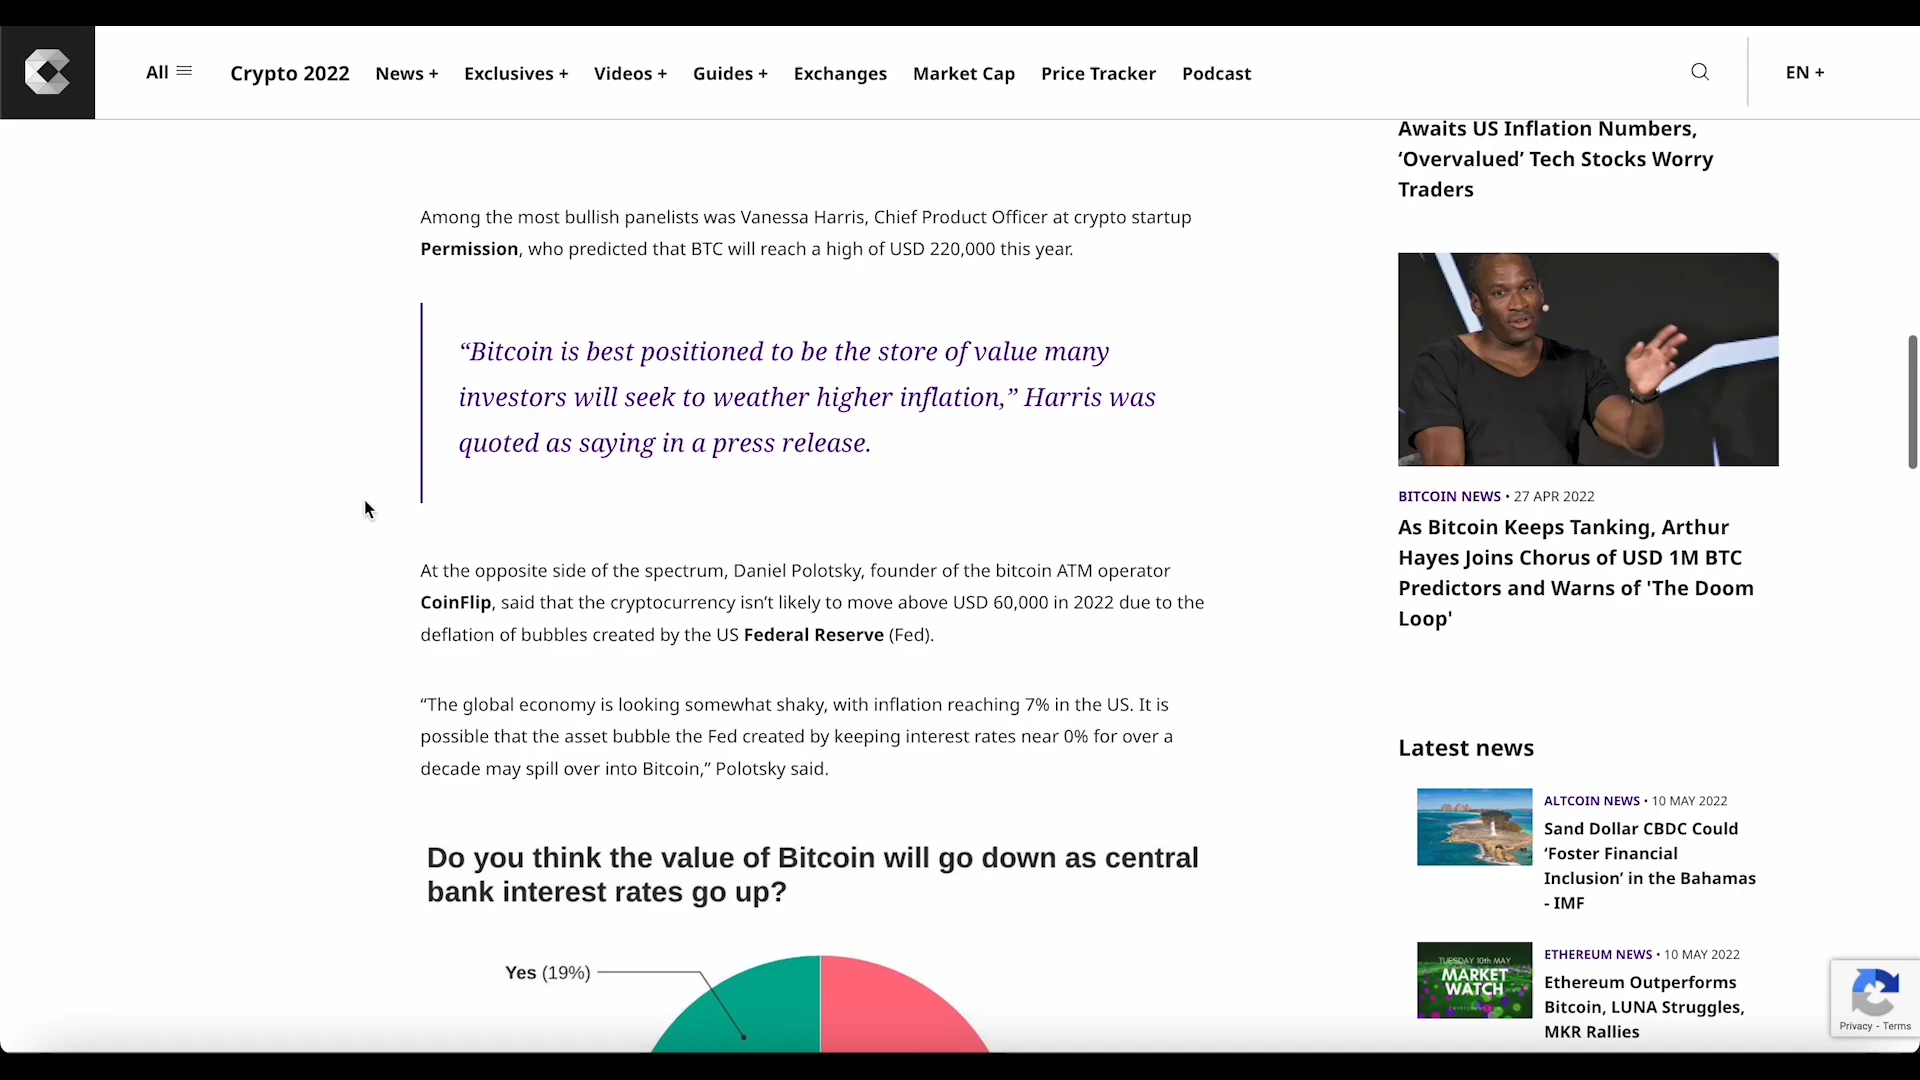 All
Crypto 2022
News +
Exclusives +
Videos +
Guides +
Exchanges
Market Cap
Price Tracker
Podcast
EN +
Among the most bullish panelists was Vanessa Harris, Chief Product Officer at crypto startup
Permission, who predicted that BTC will reach a high of USD 220,000 this year.
“Bitcoin is best positioned to be the store of value many
investors will seek to weather higher inflation,” Harris was
quoted as saying in a press release.
At the opposite side of the spectrum, Daniel Polotsky, founder of the bitcoin ATM operator
CoinFlip, said that the cryptocurrency isn’t likely to move above USD 60,000 in 2022 due to the
deflation of bubbles created by the US Federal Reserve (Fed).
“The global economy is looking somewhat shaky, with inflation reaching 7% in the US. It is
possible that the asset bubble the Fed created by keeping interest rates near 0% for over a
decade may spill over into Bitcoin,” Polotsky said.
Do you think the value of Bitcoin will go down as central
bank interest rates go up?
Yes (19%)
Awaits US Inflation Numbers,
‘Overvalued’ Tech Stocks Worry
Traders
BITCOIN NEWS • 27 APR 2022
As Bitcoin Keeps Tanking, Arthur
Hayes Joins Chorus of USD 1M BTC
Predictors and Warns of 'The Doom
Loop'
Latest news
ALTCOIN NEWS • 10 MAY 2022
Sand Dollar CBDC Could
‘Foster Financial
Inclusion’ in the Bahamas
- IMF
TUESDAY 10th MAY
MARKET
WATCH
ETHEREUM NEWS • 10 MAY 2022
Ethereum Outperforms
Bitcoin, LUNA Struggles,
MKR Rallies
Privacy - Terms